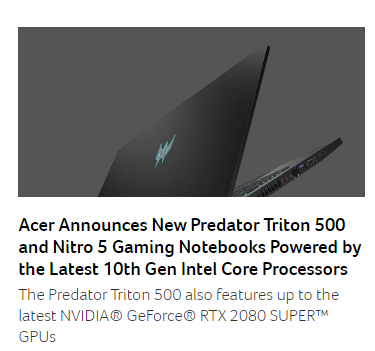 Acer Announces New Predator Triton 500
and Nitro 5 Gaming Notebooks Powered by
the Latest 10th Gen Intel Core Processors
The Predator Triton 500 also features up to the
latest NVIDIA® GeForce® RTX 2080 SUPER™
GPUs